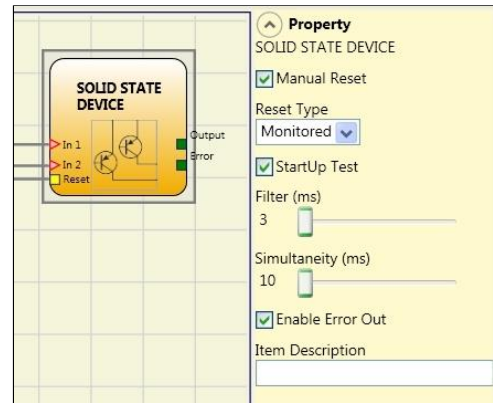 SOLID STATE
DEVICE
In 1
In 2
Reset
Output
Error
Property
SOLID STATE DEVICE
Manual Reset
Reset Type
Monitored
StartUp Test
Filter (ms)
3
Simultaneity (ms)
10
Enable Error Out
Item Description